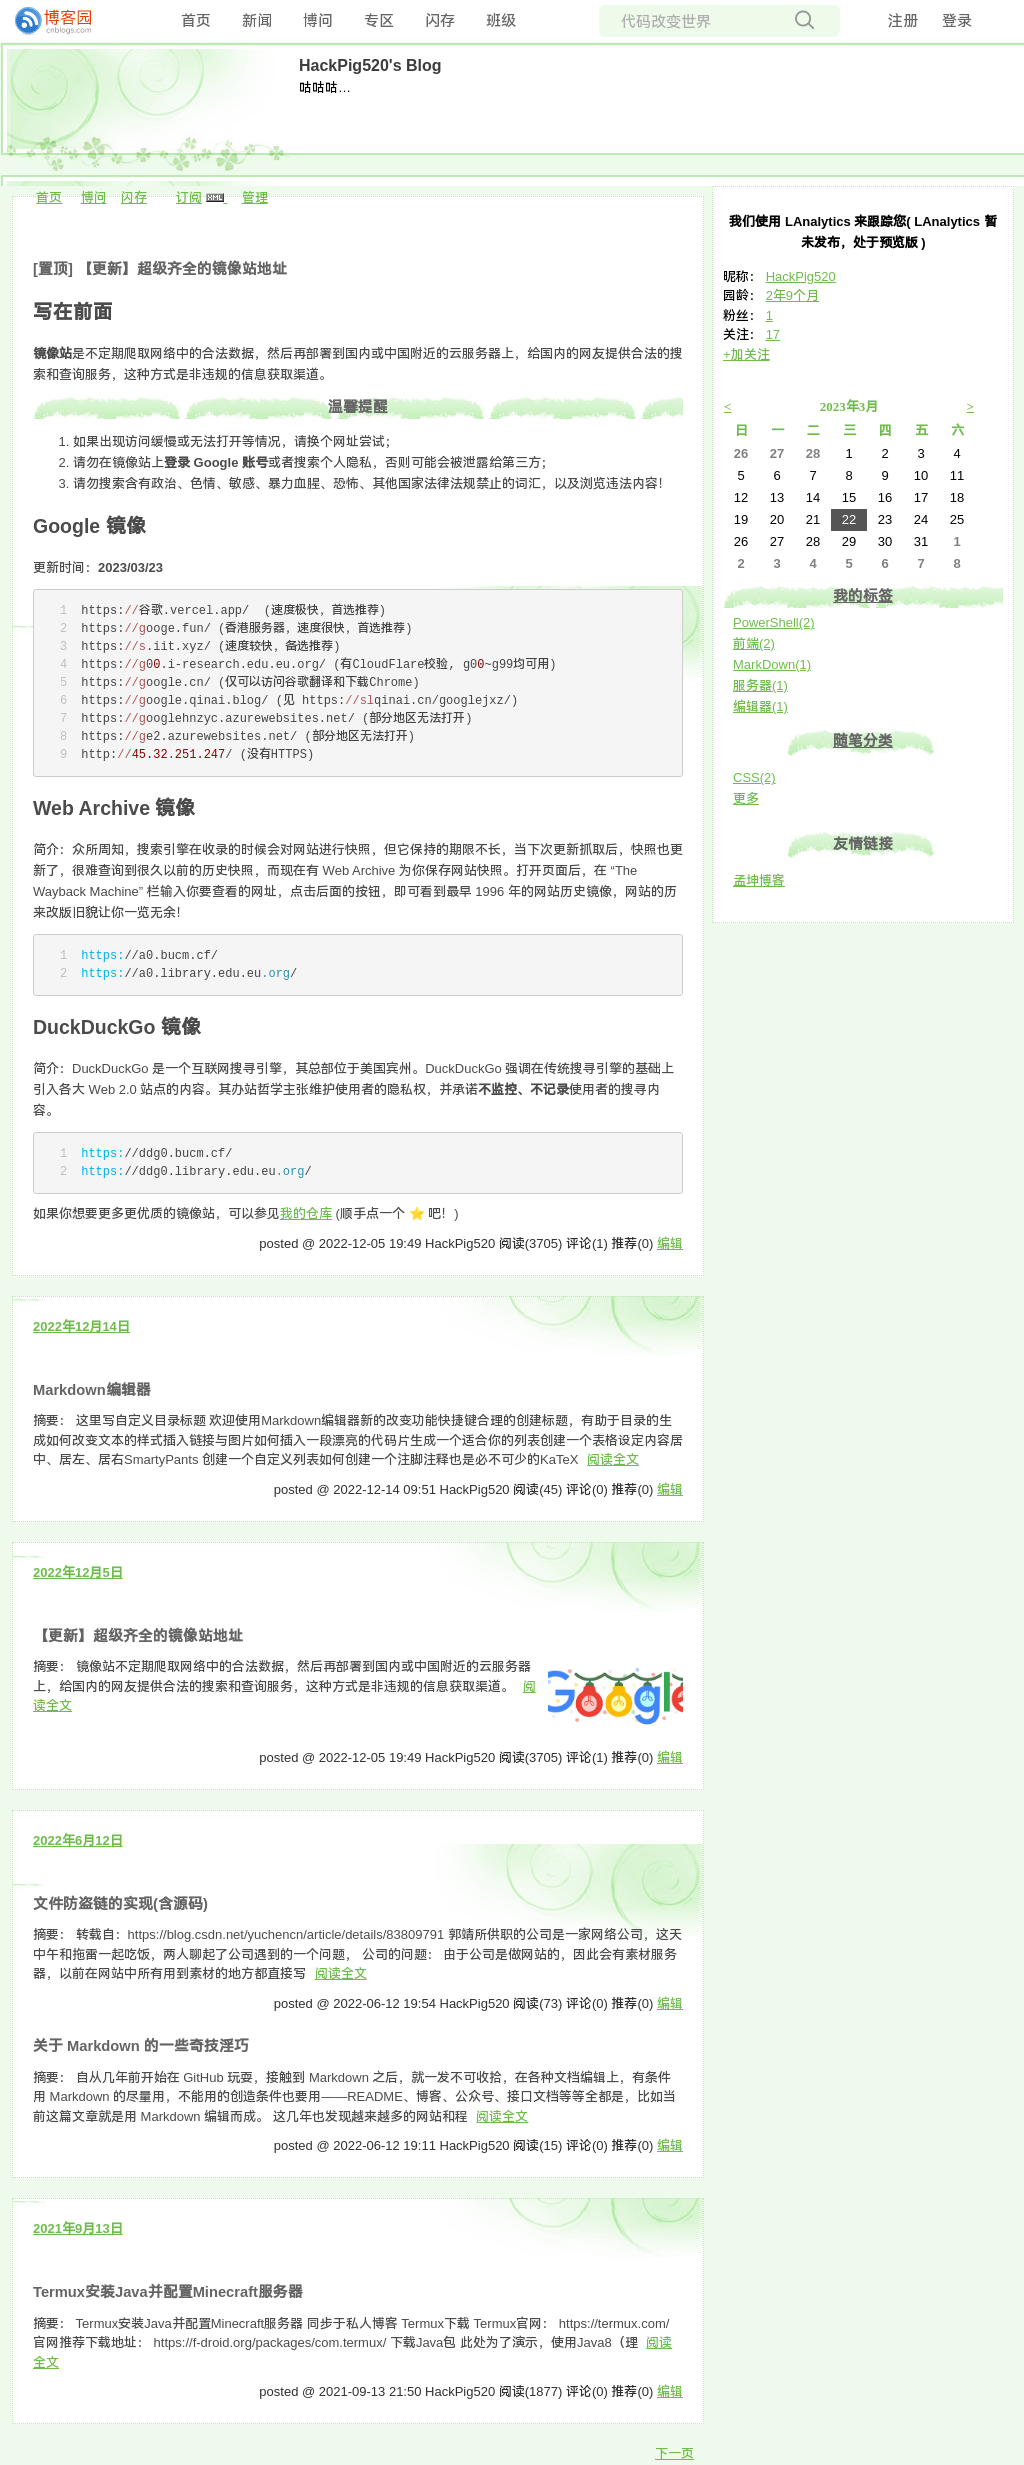 博客园
cnblogs.com
首页 新闻 博问 专区 闪存 班级 代码改变世界 注册 登录
HackPig520's Blog
咕咕咕…
首页 博问 闪存 订阅 XML 管理
[置顶] 【更新】超级齐全的镜像站地址
写在前面
镜像站是不定期爬取网络中的合法数据，然后再部署到国内或中国附近的云服务器上，给国内的网友提供合法的搜
索和查询服务，这种方式是非违规的信息获取渠道。
温馨提醒
1. 如果出现访问缓慢或无法打开等情况，请换个网址尝试；
2. 请勿在镜像站上登录 Google 账号或者搜索个人隐私，否则可能会被泄露给第三方；
3. 请勿搜索含有政治、色情、敏感、暴力血腥、恐怖、其他国家法律法规禁止的词汇，以及浏览违法内容！
Google 镜像
更新时间：2023/03/23
1 https://谷歌.vercel.app/ (速度极快，首选推荐)
2 https://googe.fun/ (香港服务器，速度很快，首选推荐)
3 https://s.iit.xyz/ (速度较快，备选推荐)
4 https://g00.i-research.edu.eu.org/ (有CloudFlare校验, g00~g99均可用)
5 https://google.cn/ (仅可以访问谷歌翻译和下载Chrome)
6 https://google.qinai.blog/ (见 https://slqinai.cn/googlejxz/)
7 https://googlehnzyc.azurewebsites.net/ (部分地区无法打开)
8 https://ge2.azurewebsites.net/ (部分地区无法打开)
9 http://45.32.251.247/ (没有HTTPS)
Web Archive 镜像
简介：众所周知，搜索引擎在收录的时候会对网站进行快照，但它保持的期限不长，当下次更新抓取后，快照也更
新了，很难查询到很久以前的历史快照，而现在有 Web Archive 为你保存网站快照。打开页面后，在 “The
Wayback Machine” 栏输入你要查看的网址，点击后面的按钮，即可看到最早 1996 年的网站历史镜像，网站的历
来改版旧貌让你一览无余！
1 https://a0.bucm.cf/
2 https://a0.library.edu.eu.org/
DuckDuckGo 镜像
简介：DuckDuckGo 是一个互联网搜寻引擎，其总部位于美国宾州。DuckDuckGo 强调在传统搜寻引擎的基础上
引入各大 Web 2.0 站点的内容。其办站哲学主张维护使用者的隐私权，并承诺不监控、不记录使用者的搜寻内
容。
1 https://ddg0.bucm.cf/
2 https://ddg0.library.edu.eu.org/
如果你想要更多更优质的镜像站，可以参见我的仓库 (顺手点一个 ⭐ 吧！)
posted @ 2022-12-05 19:49 HackPig520 阅读(3705) 评论(1) 推荐(0) 编辑
2022年12月14日
Markdown编辑器
摘要： 这里写自定义目录标题 欢迎使用Markdown编辑器新的改变功能快捷键合理的创建标题，有助于目录的生
成如何改变文本的样式插入链接与图片如何插入一段漂亮的代码片生成一个适合你的列表创建一个表格设定内容居
中、居左、居右SmartyPants 创建一个自定义列表如何创建一个注脚注释也是必不可少的KaTeX 阅读全文
posted @ 2022-12-14 09:51 HackPig520 阅读(45) 评论(0) 推荐(0) 编辑
2022年12月5日
【更新】超级齐全的镜像站地址
摘要： 镜像站不定期爬取网络中的合法数据，然后再部署到国内或中国附近的云服务器
上，给国内的网友提供合法的搜索和查询服务，这种方式是非违规的信息获取渠道。 阅
读全文
Google
posted @ 2022-12-05 19:49 HackPig520 阅读(3705) 评论(1) 推荐(0) 编辑
2022年6月12日
文件防盗链的实现(含源码)
摘要： 转载自：https://blog.csdn.net/yuchencn/article/details/83809791 郭靖所供职的公司是一家网络公司，这天
中午和拖雷一起吃饭，两人聊起了公司遇到的一个问题， 公司的问题： 由于公司是做网站的，因此会有素材服务
器，以前在网站中所有用到素材的地方都直接写 阅读全文
posted @ 2022-06-12 19:54 HackPig520 阅读(73) 评论(0) 推荐(0) 编辑
关于 Markdown 的一些奇技淫巧
摘要： 自从几年前开始在 GitHub 玩耍，接触到 Markdown 之后，就一发不可收拾，在各种文档编辑上，有条件
用 Markdown 的尽量用，不能用的创造条件也要用——README、博客、公众号、接口文档等等全都是，比如当
前这篇文章就是用 Markdown 编辑而成。 这几年也发现越来越多的网站和程 阅读全文
posted @ 2022-06-12 19:11 HackPig520 阅读(15) 评论(0) 推荐(0) 编辑
2021年9月13日
Termux安装Java并配置Minecraft服务器
摘要： Termux安装Java并配置Minecraft服务器 同步于私人博客 Termux下载 Termux官网： https://termux.com/
官网推荐下载地址： https://f-droid.org/packages/com.termux/ 下载Java包 此处为了演示，使用Java8（理 阅读
全文
posted @ 2021-09-13 21:50 HackPig520 阅读(1877) 评论(0) 推荐(0) 编辑
下一页
我们使用 LAnalytics 来跟踪您( LAnalytics 暂
未发布，处于预览版 )
昵称： HackPig520
园龄： 2年9个月
粉丝： 1
关注： 17
+加关注
< 2023年3月 >
日 一 二 三 四 五 六
26 27 28 1 2 3 4
5 6 7 8 9 10 11
12 13 14 15 16 17 18
19 20 21 22 23 24 25
26 27 28 29 30 31 1
2 3 4 5 6 7 8
我的标签
PowerShell(2)
前端(2)
MarkDown(1)
服务器(1)
编辑器(1)
随笔分类
CSS(2)
更多
友情链接
孟坤博客